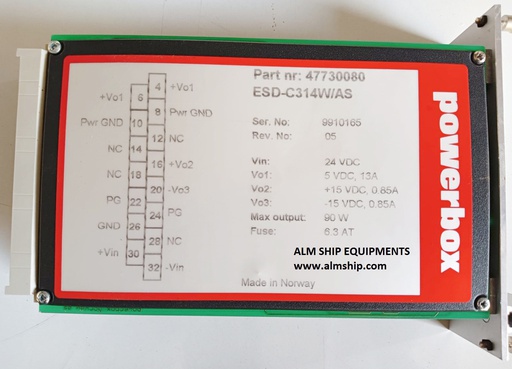 Part nr: 47730080
ESD-C314W/AS
Ser. No: 9910165
Rev. No: 05
Vin: 24 VDC
Vo1: 5 VDC, 13A
Vo2: +15 VDC, 0.85A
Vo3: -15 VDC, 0.85A
Max output: 90 W
Fuse: 6.3 AT
ALM SHIP EQUIPMENTS
www.almship.com
Made in Norway
powerbox
4 +Vo1
+Vo1 6
8 Pwr GND
Pwr GND 10
12 NC
NC 14
16 +Vo2
NC 18
20 -Vo3
PG 22
24 PG
GND 26
28 NC
+Vin 30
32 -Vin